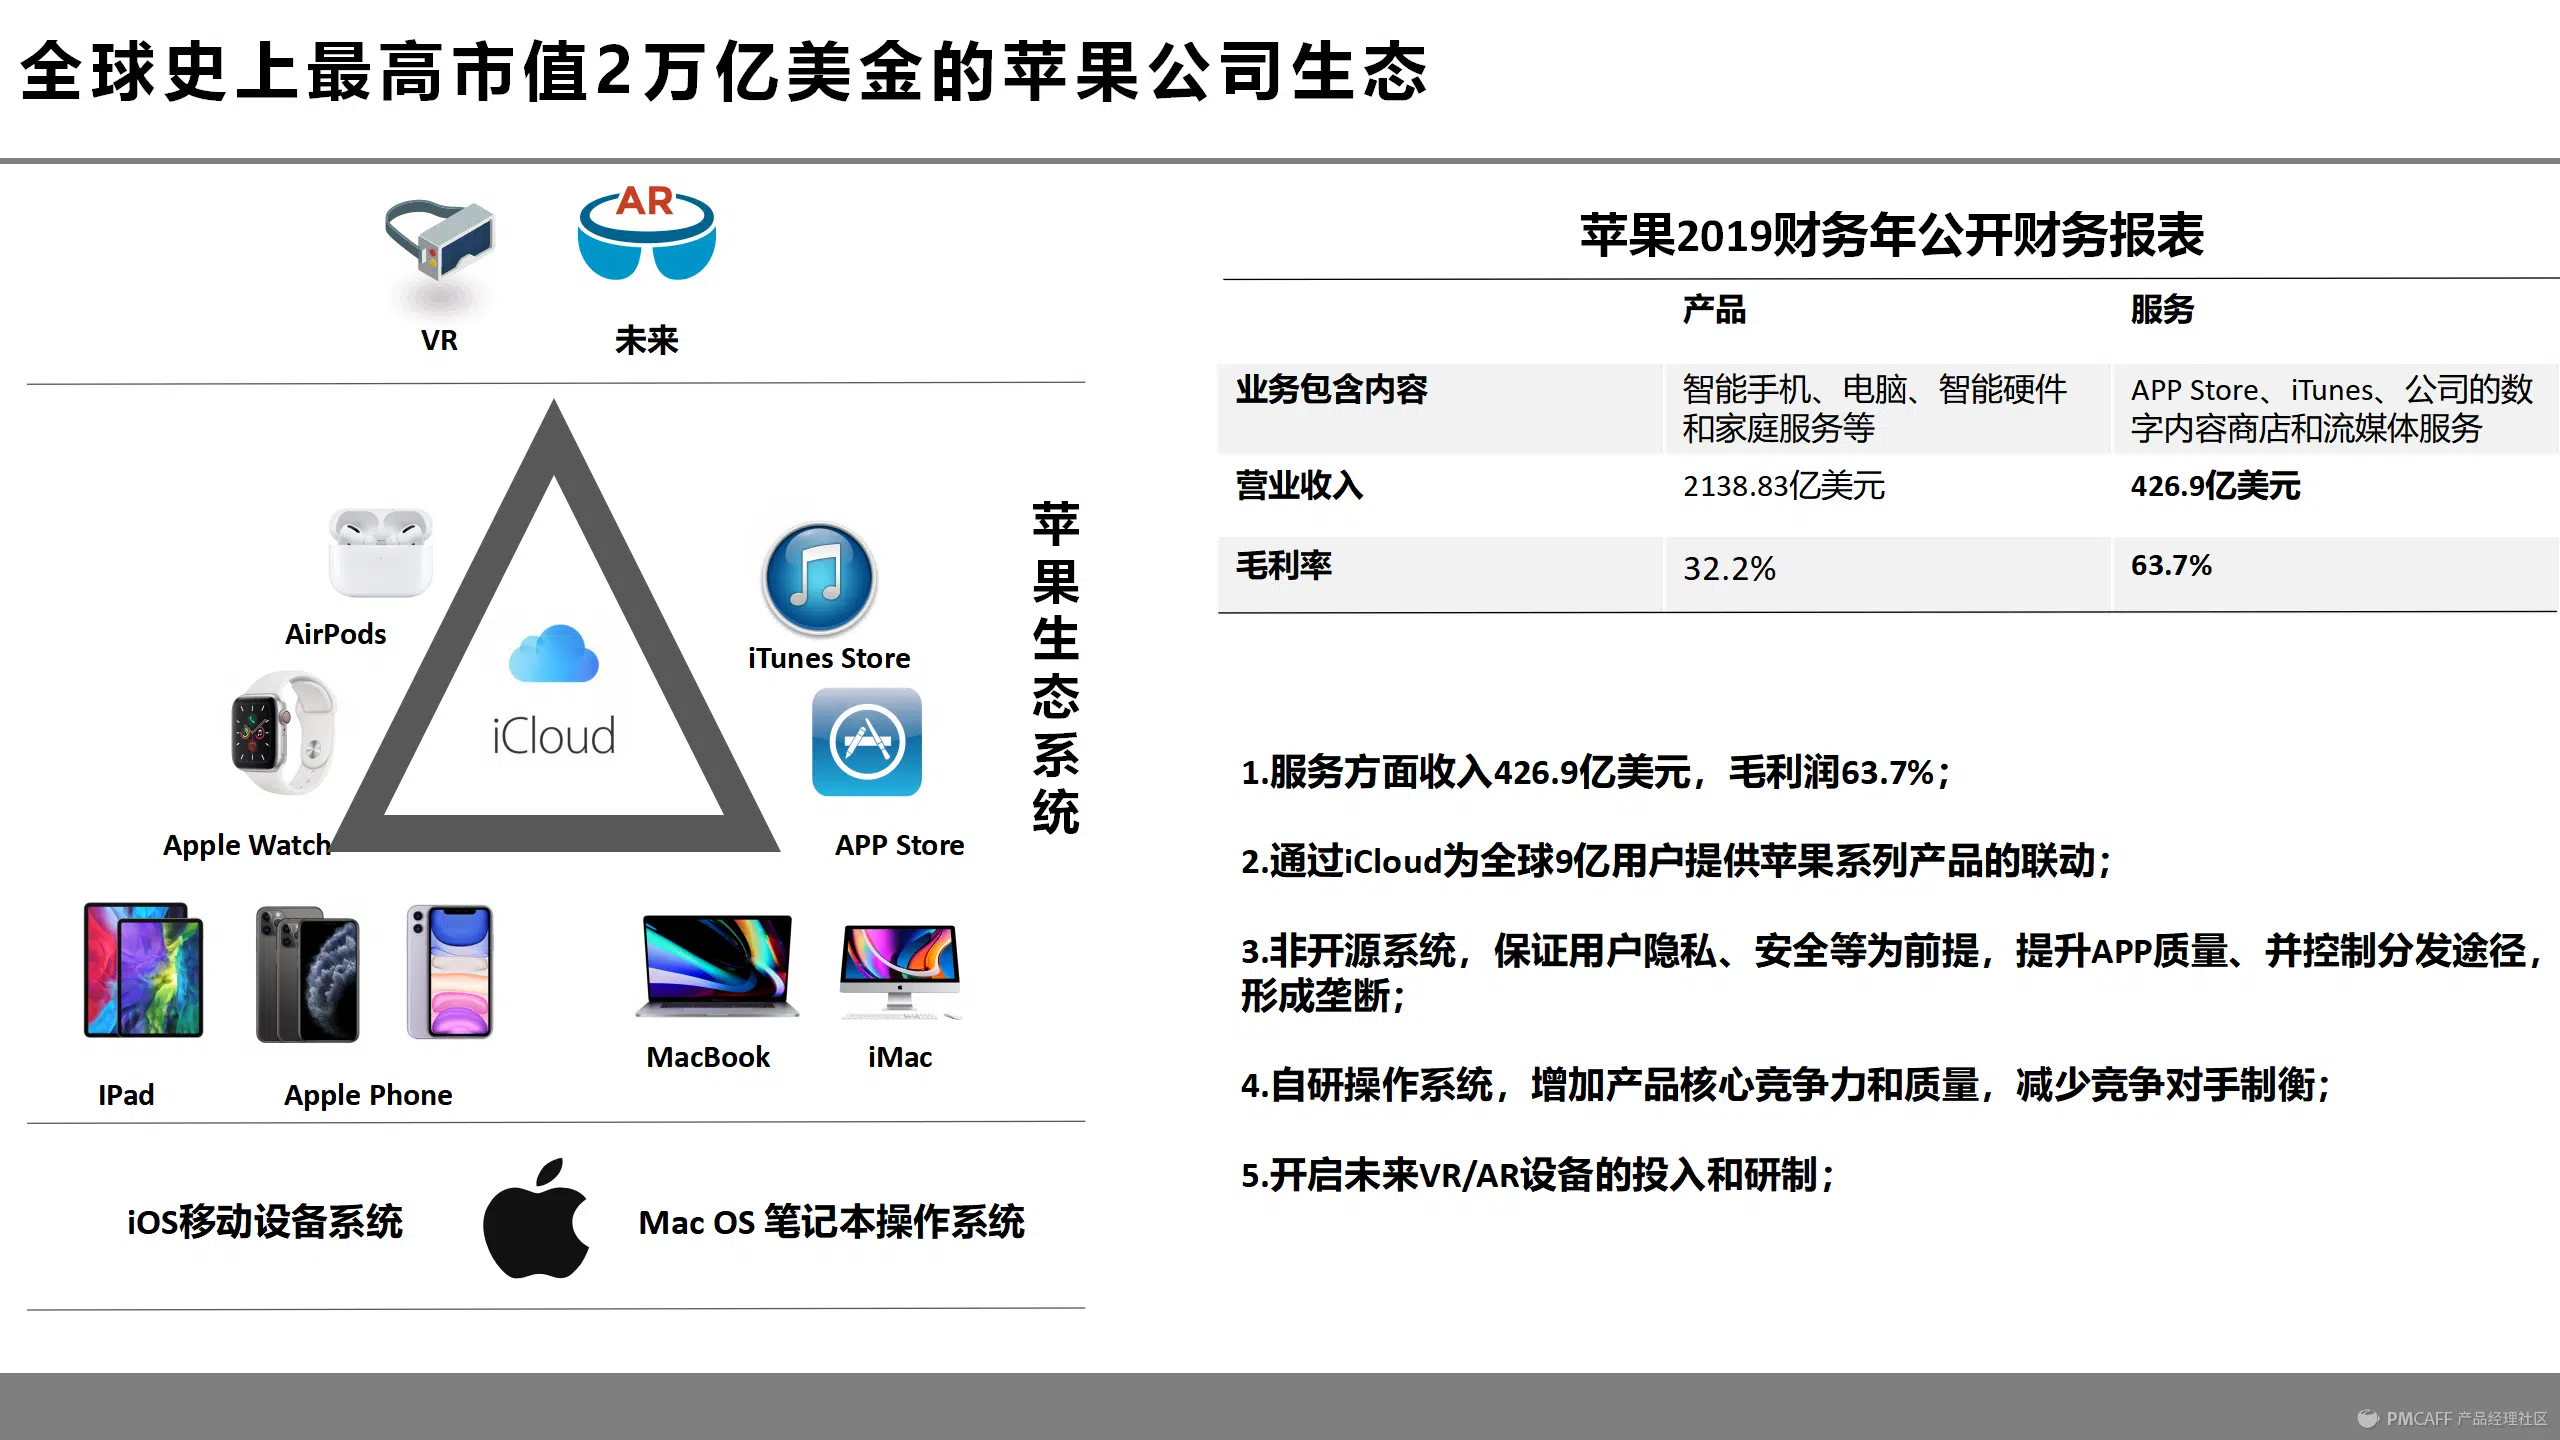 全球史上最高市值2万亿美金的苹果公司生态
AR
VR
未来
AirPods
iTunes Store
iCloud
Apple Watch
APP Store
苹果生态系统
MacBook
iMac
IPad
Apple Phone
iOS移动设备系统
Mac OS 笔记本操作系统
苹果2019财务年公开财务报表
产品
服务
业务包含内容
智能手机、电脑、智能硬件
和家庭服务等
APP Store、iTunes、公司的数
字内容商店和流媒体服务
营业收入
2138.83亿美元
426.9亿美元
毛利率
32.2%
63.7%
1.服务方面收入426.9亿美元，毛利润63.7%；
2.通过iCloud为全球9亿用户提供苹果系列产品的联动；
3.非开源系统，保证用户隐私、安全等为前提，提升APP质量、并控制分发途径，
形成垄断；
4.自研操作系统，增加产品核心竞争力和质量，减少竞争对手制衡；
5.开启未来VR/AR设备的投入和研制；
PMCAFF 产品经理社区